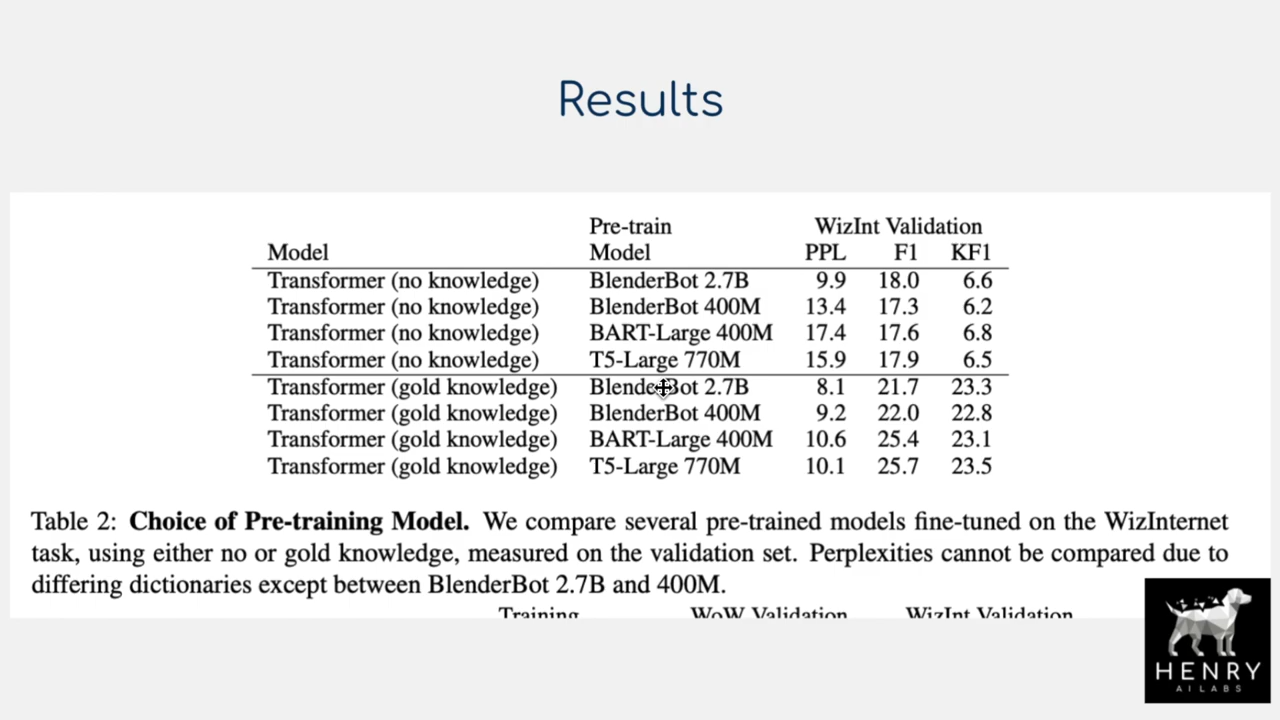 Results
Pre-train WizInt Validation
Model Model PPL F1 KF1
Transformer (no knowledge) BlenderBot 2.7B 9.9 18.0 6.6
Transformer (no knowledge) BlenderBot 400M 13.4 17.3 6.2
Transformer (no knowledge) BART-Large 400M 17.4 17.6 6.8
Transformer (no knowledge) T5-Large 770M 15.9 17.9 6.5
Transformer (gold knowledge) BlenderBot 2.7B 8.1 21.7 23.3
Transformer (gold knowledge) BlenderBot 400M 9.2 22.0 22.8
Transformer (gold knowledge) BART-Large 400M 10.6 25.4 23.1
Transformer (gold knowledge) T5-Large 770M 10.1 25.7 23.5
Table 2: Choice of Pre-training Model. We compare several pre-trained models fine-tuned on the WizInternet
task, using either no or gold knowledge, measured on the validation set. Perplexities cannot be compared due to
differing dictionaries except between BlenderBot 2.7B and 400M.
Training WoW Validation WizInt Validation
HENRY
AI LABS